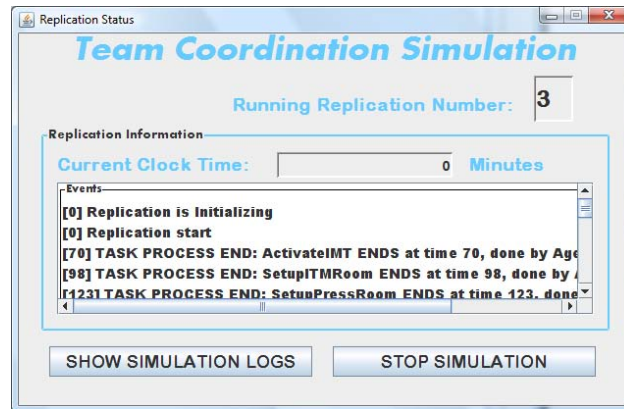 Replication Status
Team Coordination Simulation
Running Replication Number: 3
Replication Information
Current Clock Time: 0 Minutes
Events
[0] Replication is Initializing
[0] Replication start
[70] TASK PROCESS END: ActivateIMT ENDS at time 70, done by Age
[98] TASK PROCESS END: SetupITMRoom ENDS at time 98, done by
[123] TASK PROCESS END: SetupPressRoom ENDS at time 123, done
SHOW SIMULATION LOGS STOP SIMULATION